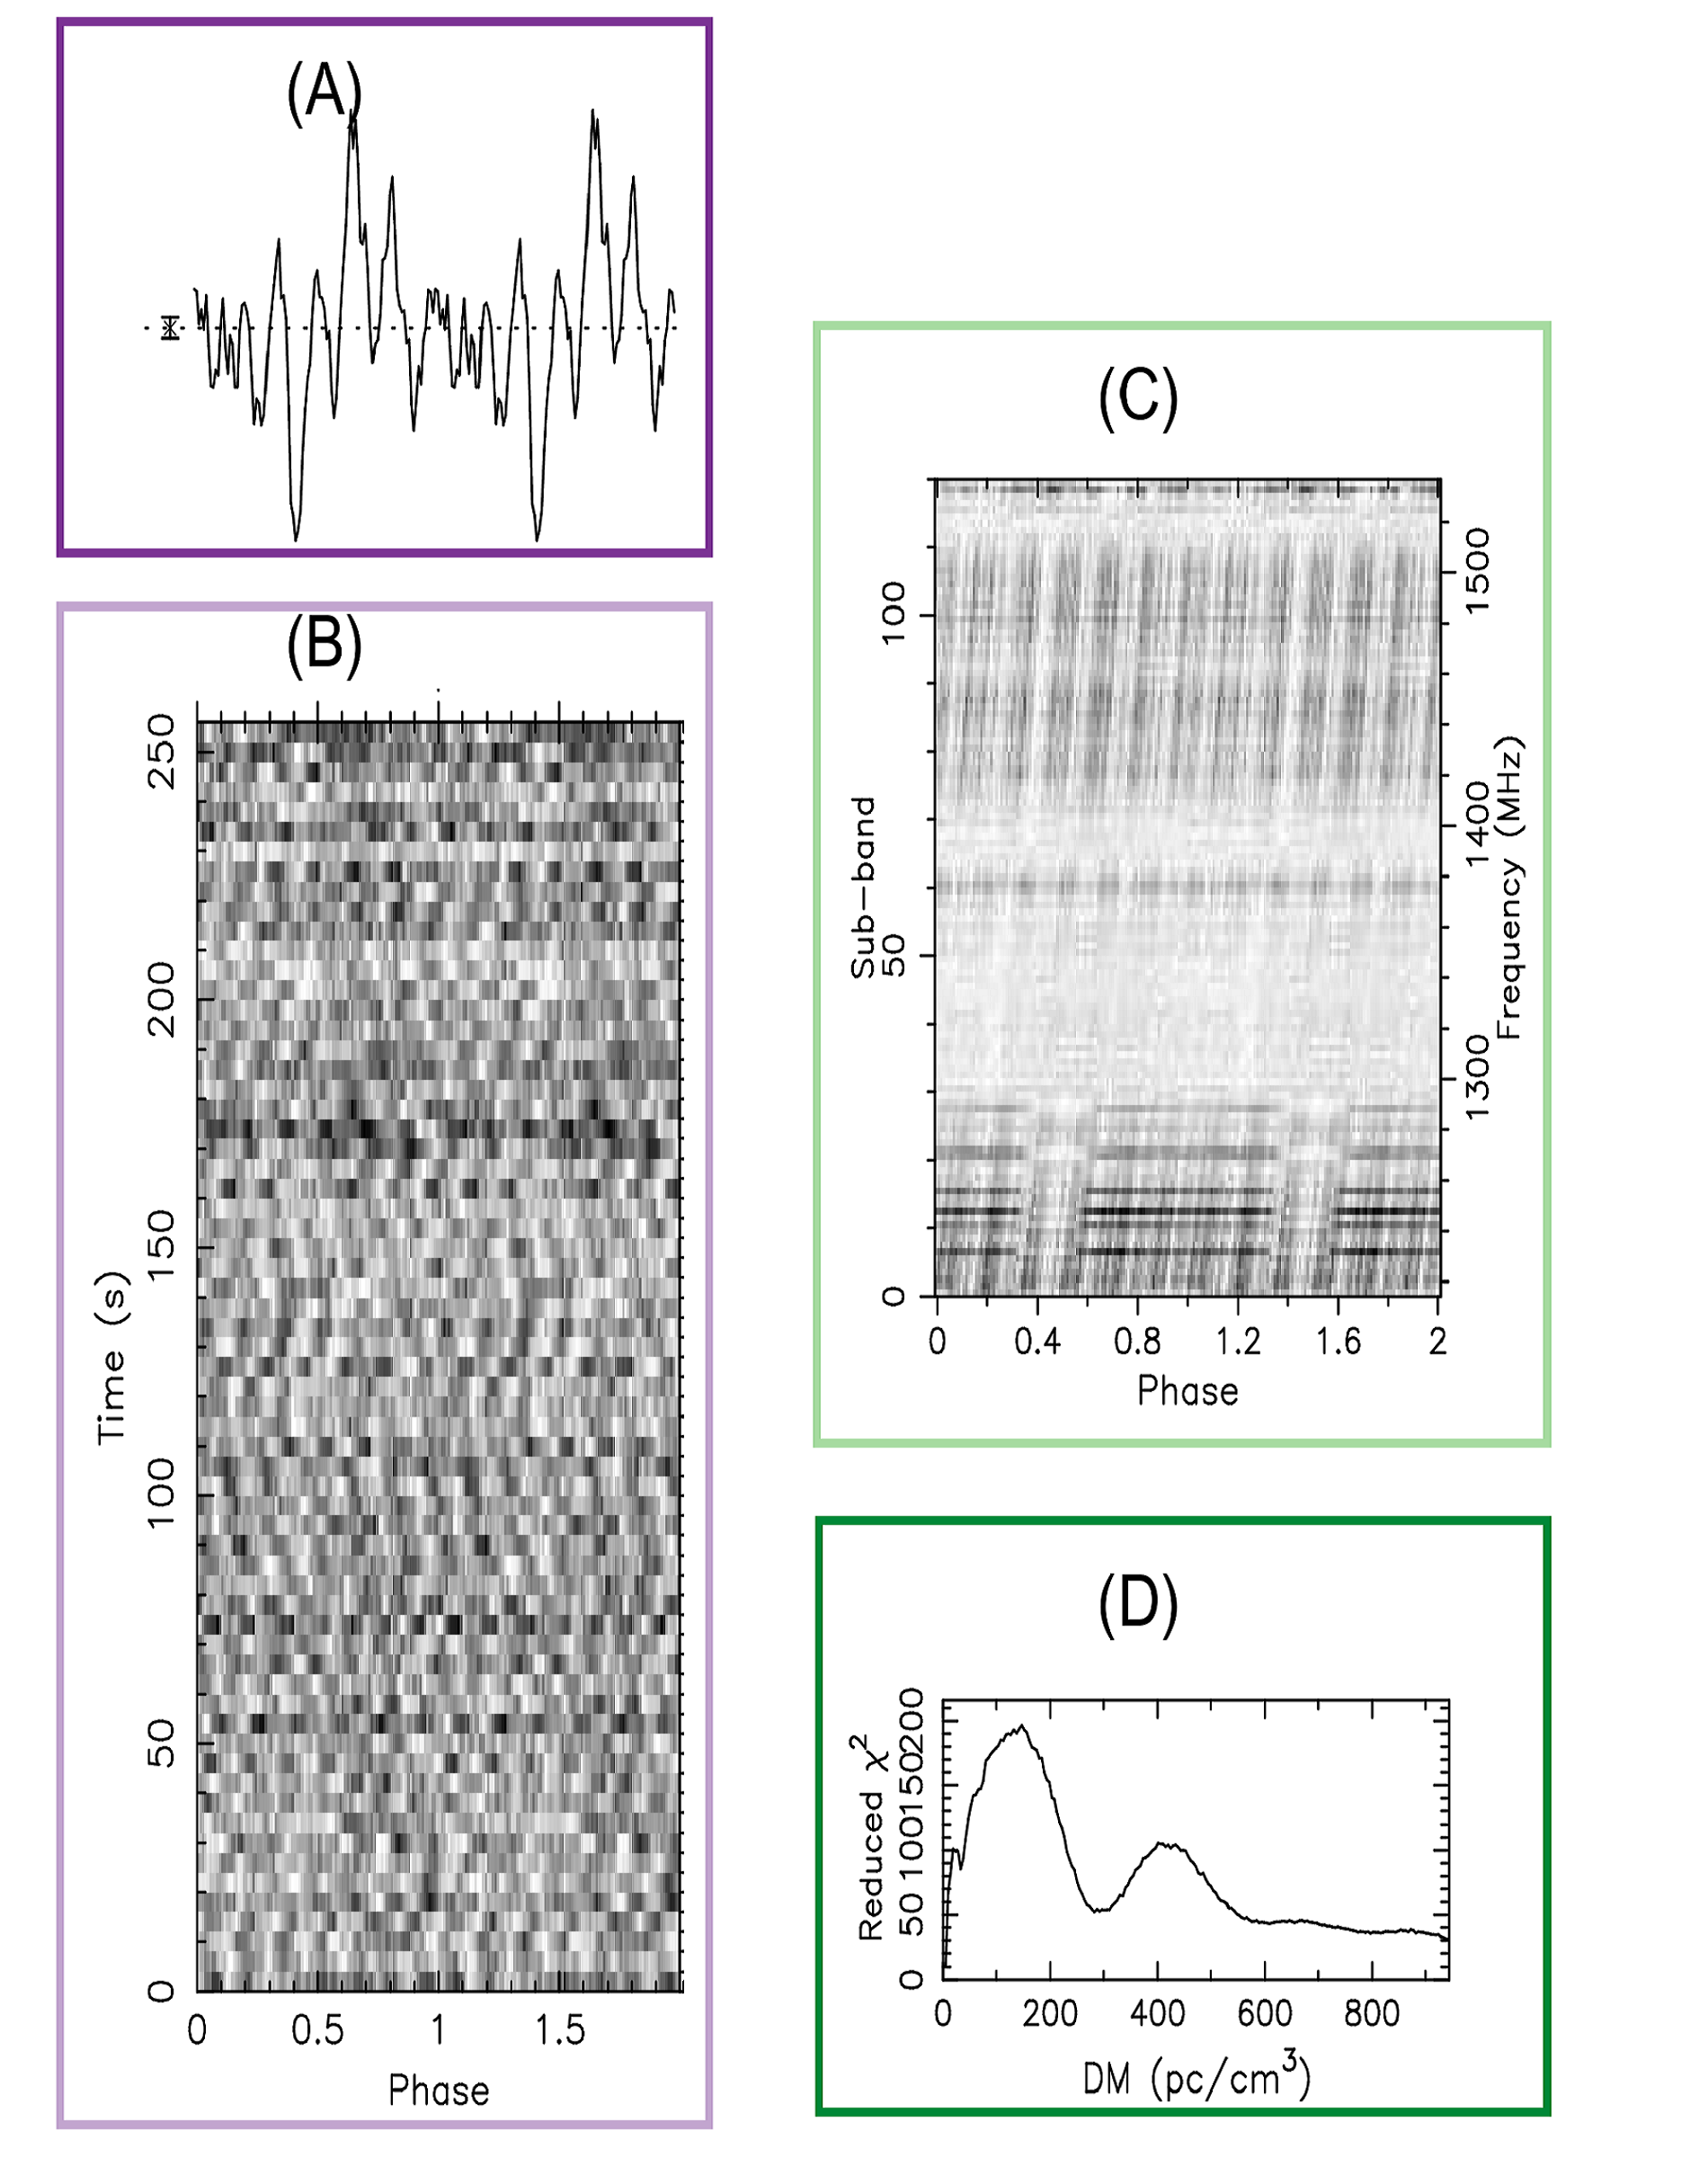 (A)
(B)
250
200
150
100
50
0
Time (s)
0 0.5 1 1.5
Phase
(C)
100
50
0
Sub-band
1500
1400
1300
Frequency (MHz)
0 0.4 0.8 1.2 1.6 2
Phase
(D)
200
150
100
50
0
Reduced χ²
0 200 400 600 800
DM (pc/cm³)